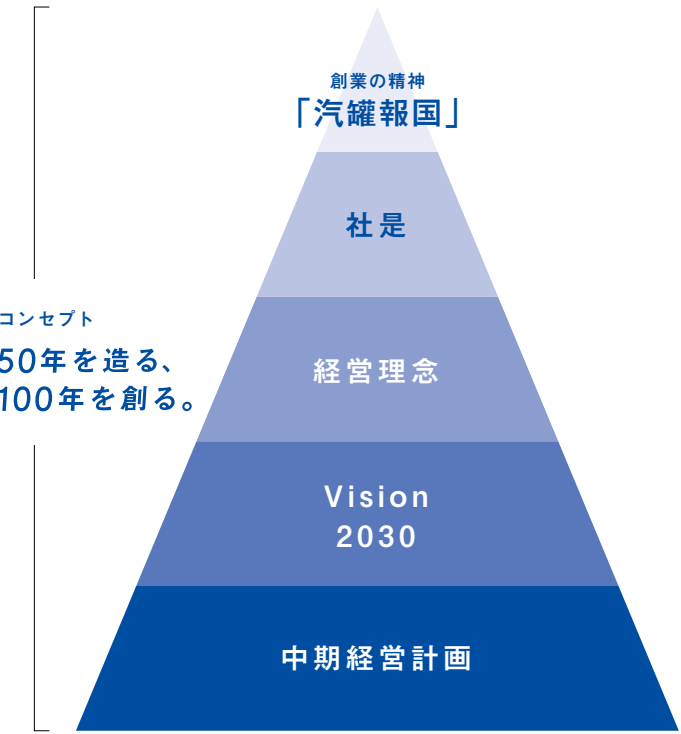 創業の精神
「汽罐報国」
社是
経営理念
コンセプト
50年を造る、
100年を創る。
Vision
2030
中期経営計画